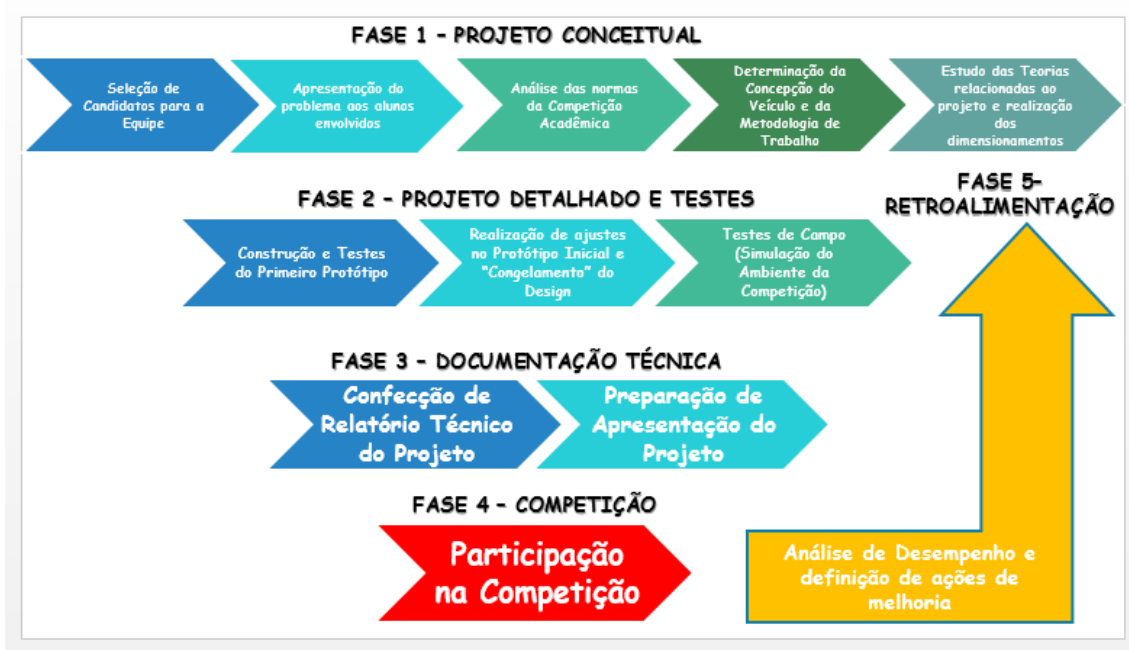 FASE 1 - PROJETO CONCEITUAL
Seleção de
Candidatos para a
Equipe
Apresentação do
problema aos alunos
envolvidos
Análise das normas
da Competição
Acadêmica
Determinação da
Concepção do
Veículo e da
Metodologia de
Trabalho
Estudo das Teorias
relacionadas ao
projeto e realização
dos
dimensionamentos
FASE 2 - PROJETO DETALHADO E TESTES
Construção e Testes
do Primeiro Protótipo
Realização de ajustes
no Protótipo Inicial e
"Congelamento" do
Design
Testes de Campo
(Simulação do
Ambiente da
Competição)
FASE 3 - DOCUMENTAÇÃO TÉCNICA
Confecção de
Relatório Técnico
do Projeto
Preparação de
Apresentação do
Projeto
FASE 4 - COMPETIÇÃO
Participação
na Competição
FASE 5-
RETROALIMENTAÇÃO
Análise de Desempenho e
definição de ações de
melhoria